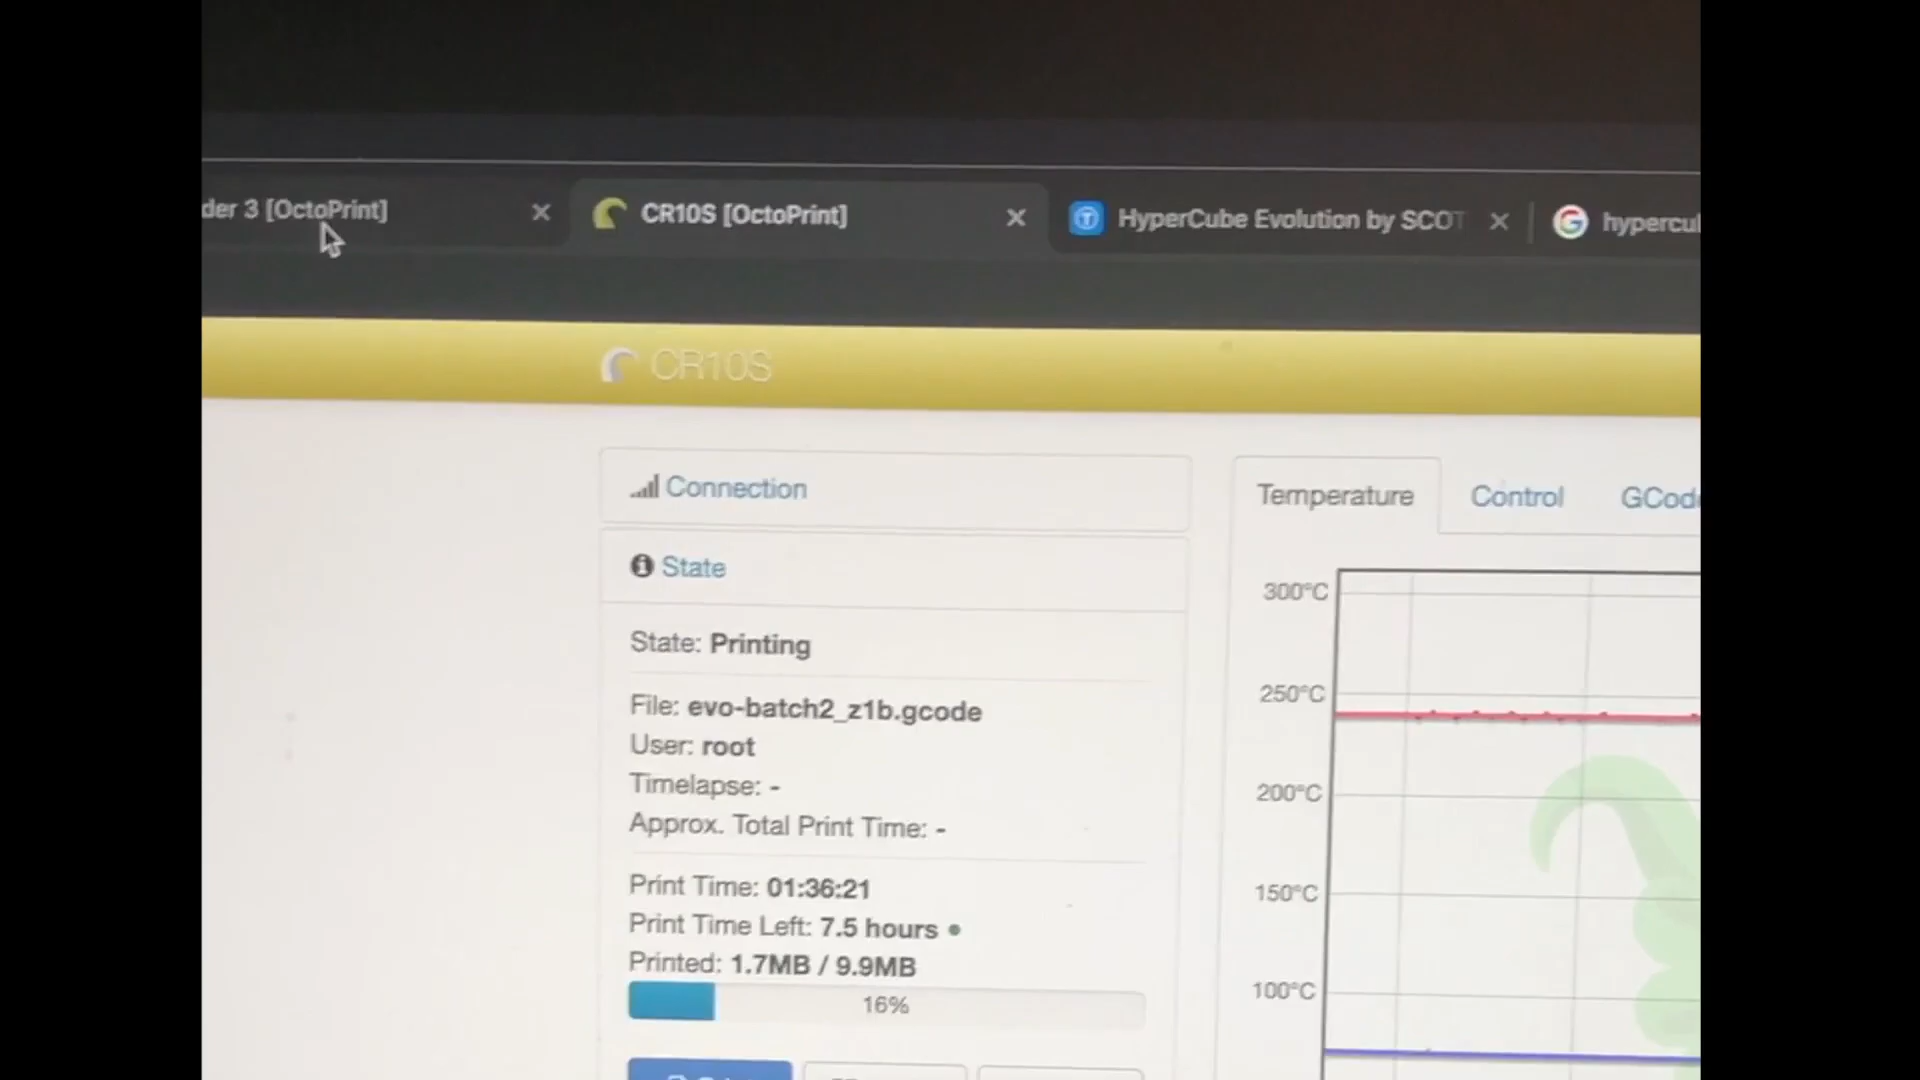 der 3 [OctoPrint]
CR10S [OctoPrint]
HyperCube Evolution by SCOT
hypercu
CR10S
Connection
State
State: Printing
File: evo-batch2_z1b.gcode
User: root
Timelapse: -
Approx. Total Print Time: -
Print Time: 01:36:21
Print Time Left: 7.5 hours
Printed: 1.7MB / 9.9MB
16%
Temperature
Control
GCod
300°C
250°C
200°C
150°C
100°C